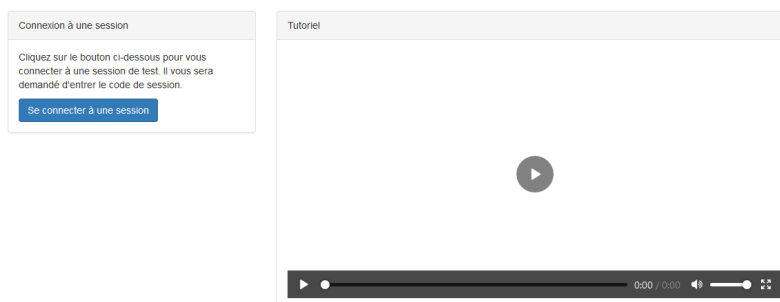 Connexion à une session
Cliquez sur le bouton ci-dessous pour vous
connecter à une session de test. Il vous sera
demandé d'entrer le code de session.
Se connecter à une session
Tutoriel
0:00 / 0:00